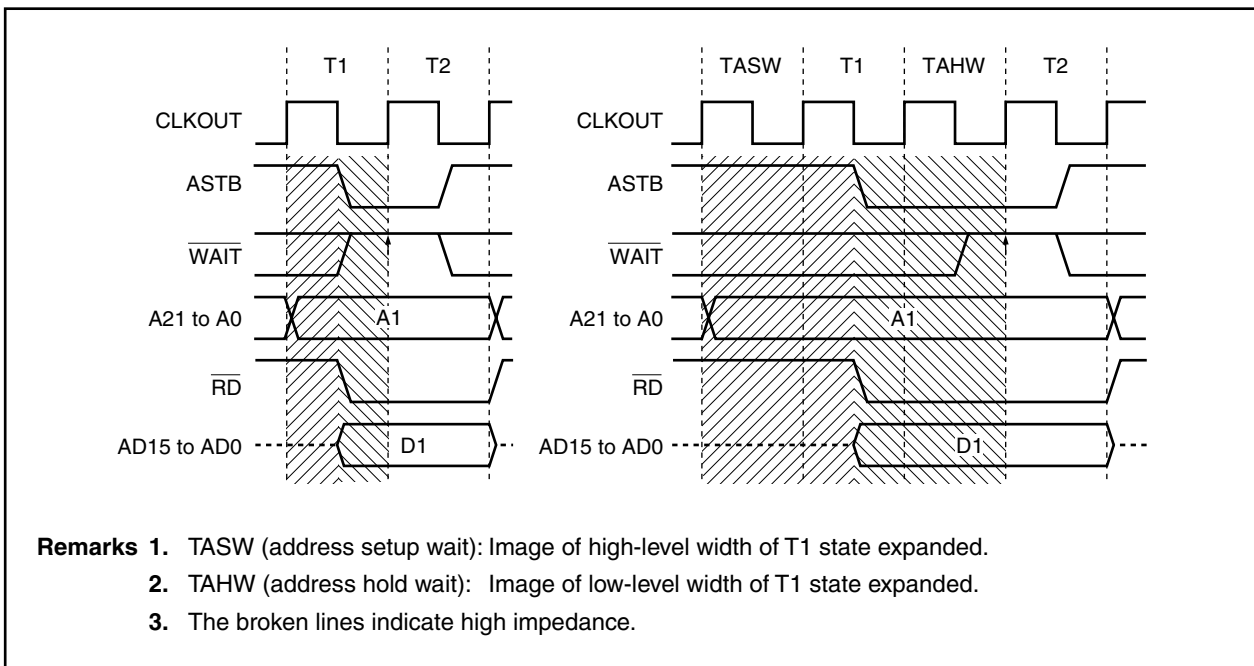 T1 T2 TASW T1 TAHW T2
CLKOUT CLKOUT
ASTB ASTB
WAIT WAIT
A21 to A0 A1 A21 to A0 A1
RD RD
AD15 to AD0 D1 AD15 to AD0 D1
Remarks 1. TASW (address setup wait): Image of high-level width of T1 state expanded.
2. TAHW (address hold wait): Image of low-level width of T1 state expanded.
3. The broken lines indicate high impedance.